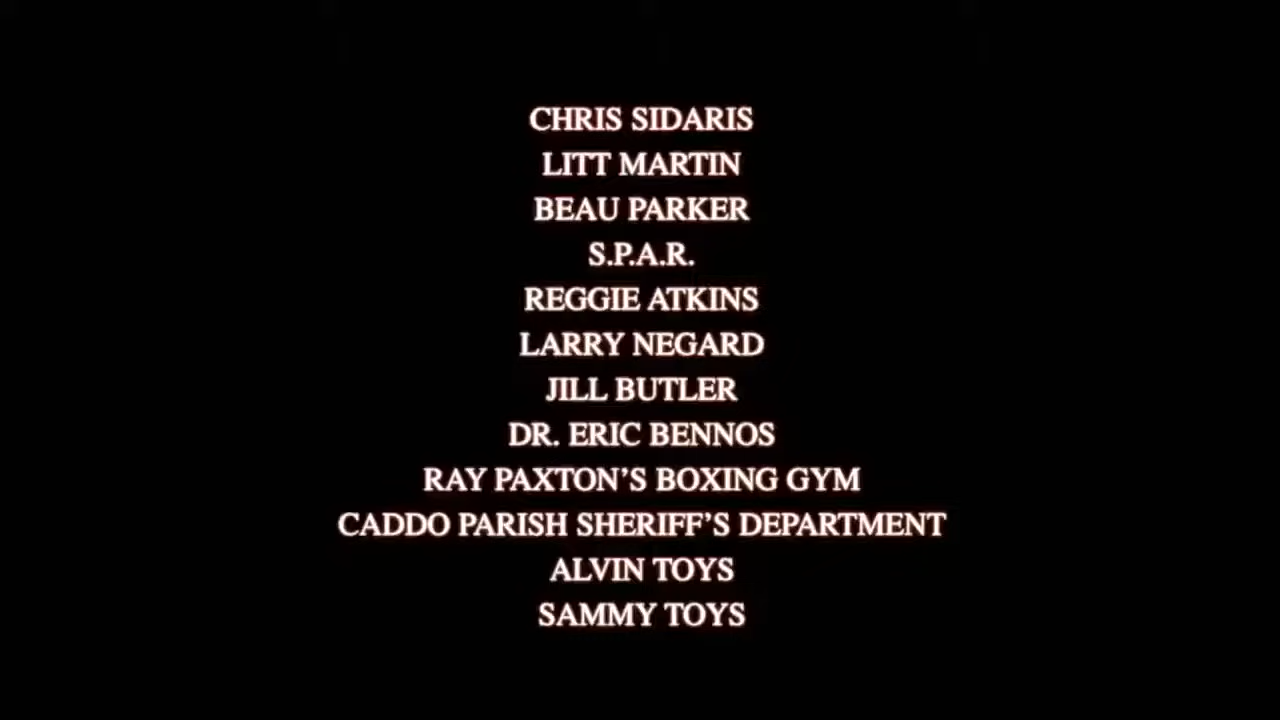 CHRIS SIDARIS
LITT MARTIN
BEAU PARKER
S.P.A.R.
REGGIE ATKINS
LARRY NEGARD
JILL BUTLER
DR. ERIC BENNOS
RAY PAXTON’S BOXING GYM
CADDO PARISH SHERIFF’S DEPARTMENT
ALVIN TOYS
SAMMY TOYS